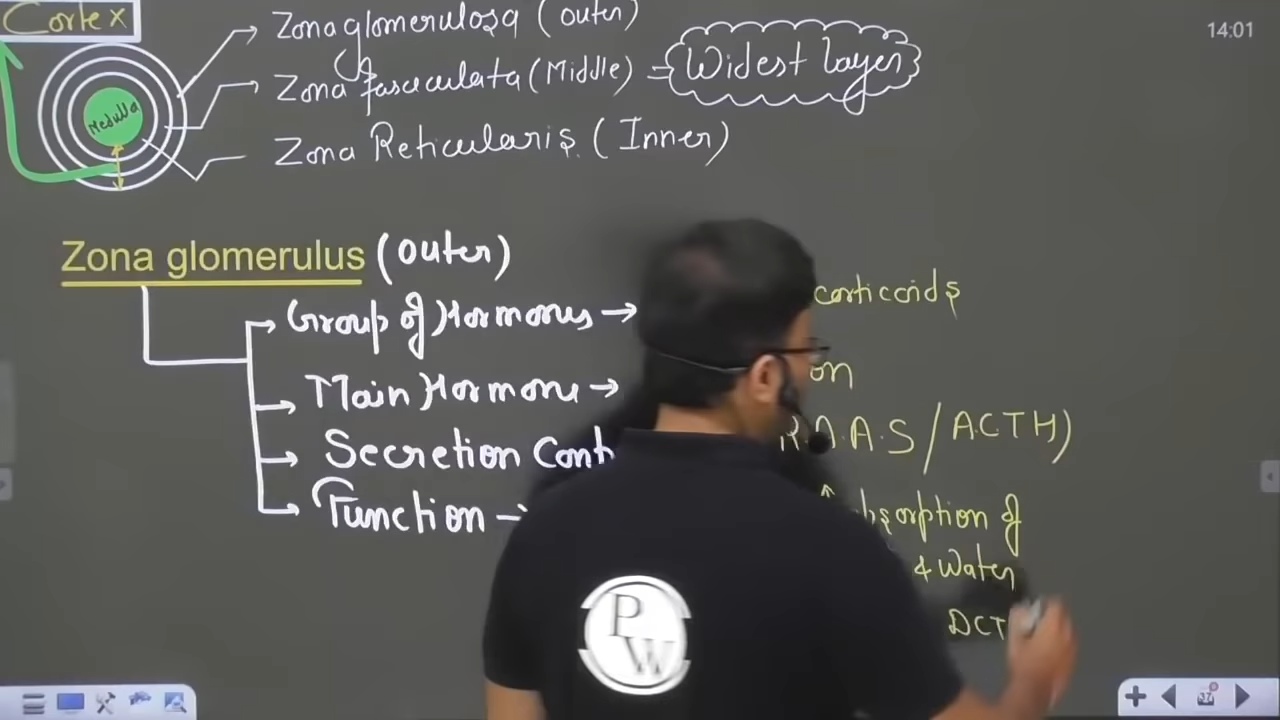 Cortex
Zona glomerulosa (outer)
14:01
Zona fasciculata (Middle) = Widest layer
Medulla
Zona Reticularis (Inner)
Zona glomerulus (outer)
Group of Hormones → corticoids
Main Hormone → on
Secretion Cont R.A.A.S / ACTH)
Function → ↑ bsorption of
& Water
DCT
PW